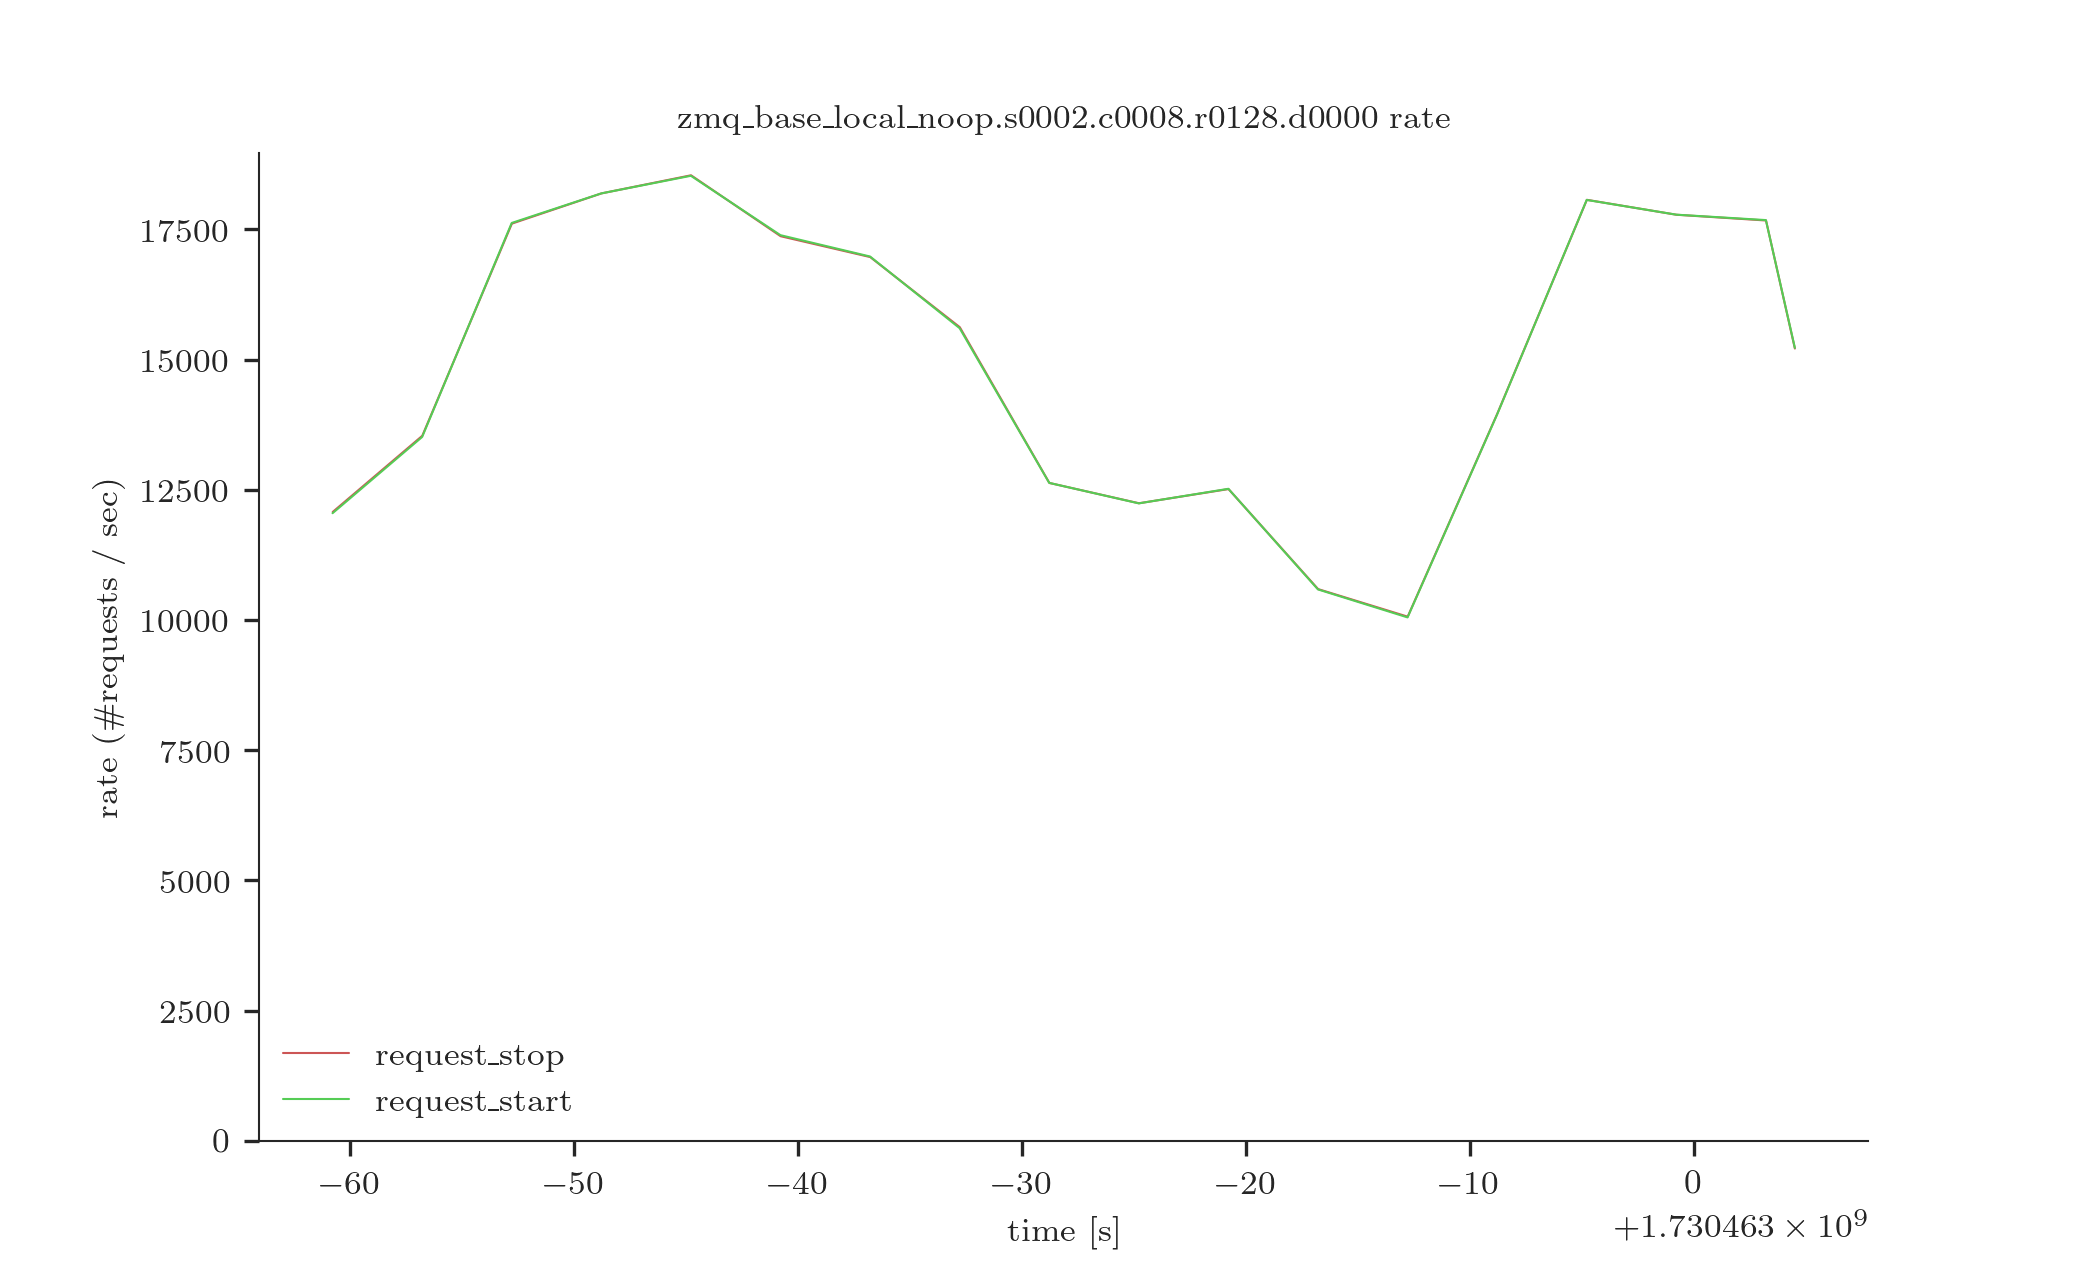 zmq_base_local_noop.s0002.c0008.r0128.d0000 rate
rate (#requests / sec)
17500
15000
12500
10000
7500
5000
2500
0
request_stop
request_start
−60 −50 −40 −30 −20 −10 0
time [s]
+1.730463 × 10⁹